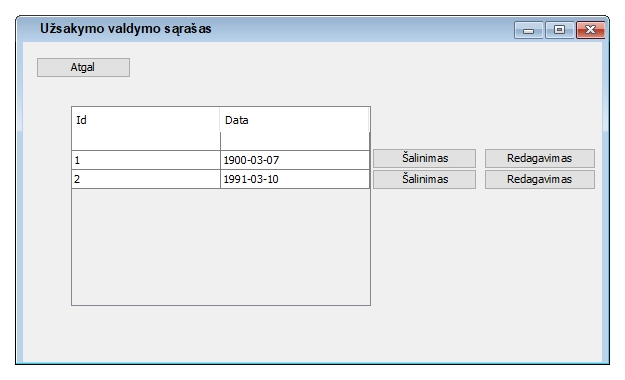 Užsakymo valdymo sąrašas
Atgal
Id Data
1 1900-03-07 Šalinimas Redagavimas
2 1991-03-10 Šalinimas Redagavimas